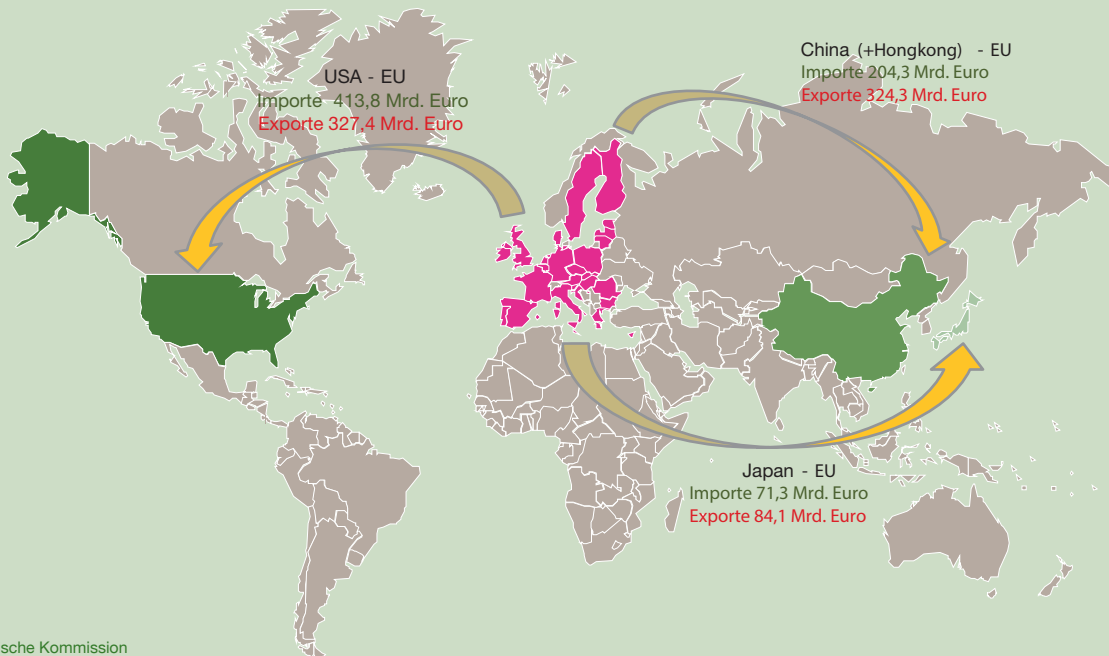 USA - EU
Importe 413,8 Mrd. Euro
Exporte 327,4 Mrd. Euro
China (+Hongkong) - EU
Importe 204,3 Mrd. Euro
Exporte 324,3 Mrd. Euro
Japan - EU
Importe 71,3 Mrd. Euro
Exporte 84,1 Mrd. Euro
sche Kommission